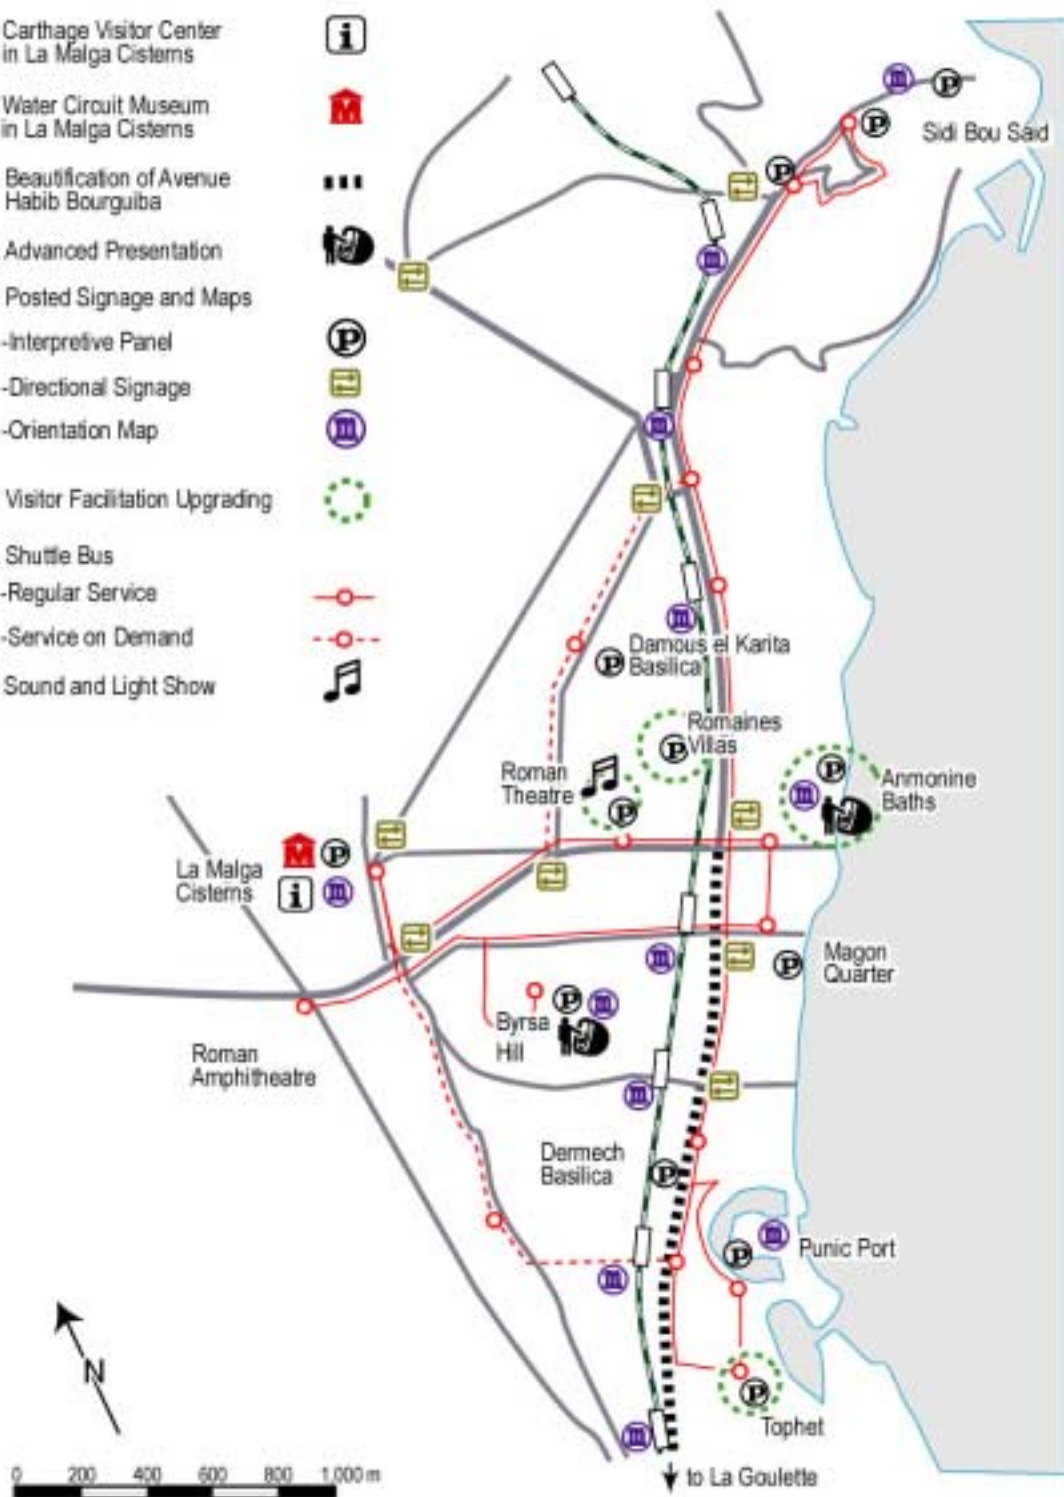 Carthage Visitor Center
in La Malga Cisterns
Water Circuit Museum
in La Malga Cisterns
Beautification of Avenue
Habib Bourguiba
Advanced Presentation
Posted Signage and Maps
-Interpretive Panel
-Directional Signage
-Orientation Map
Visitor Facilitation Upgrading
Shuttle Bus
-Regular Service
-Service on Demand
Sound and Light Show
Sidi Bou Said
Damous el Karita
Basilica
Romaines
Villas
Roman
Theatre
Anmonine
Baths
La Malga
Cisterns
Magon
Quarter
Byrsa
Hill
Roman
Amphitheatre
Dermech
Basilica
Punic Port
Tophet
to La Goulette
N
0 200 400 600 800 1,000 m